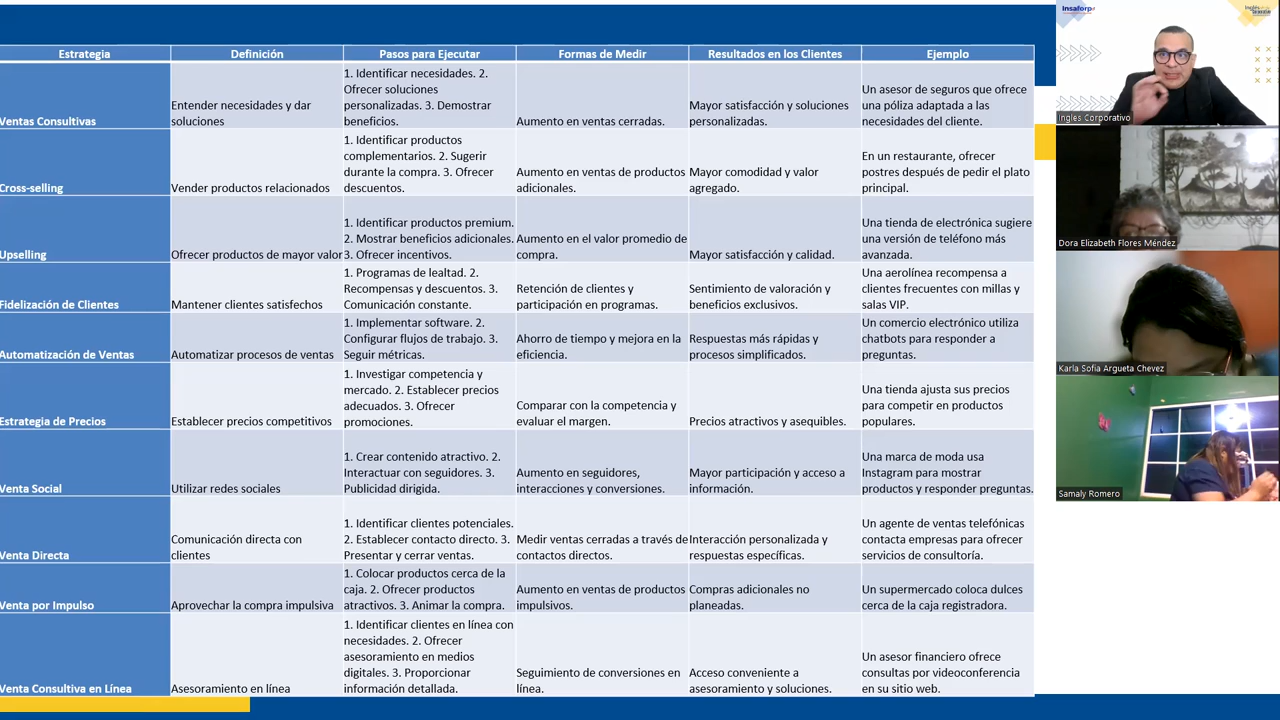 Estrategia
Definición
Pasos para Ejecutar
Formas de Medir
Resultados en los Clientes
Ejemplo
Ventas Consultivas
Entender necesidades y dar
soluciones
1. Identificar necesidades. 2.
Ofrecer soluciones
personalizadas. 3. Demostrar
beneficios.
Aumento en ventas cerradas.
Mayor satisfacción y soluciones
personalizadas.
Un asesor de seguros que ofrece
una póliza adaptada a las
necesidades del cliente.
Cross-selling
Vender productos relacionados
1. Identificar productos
complementarios. 2. Sugerir
durante la compra. 3. Ofrecer
descuentos.
Aumento en ventas de productos
adicionales.
Mayor comodidad y valor
agregado.
En un restaurante, ofrecer
postres después de pedir el plato
principal.
Upselling
Ofrecer productos de mayor valor
1. Identificar productos premium.
2. Mostrar beneficios adicionales.
3. Ofrecer incentivos.
Aumento en el valor promedio de
compra.
Mayor satisfacción y calidad.
Una tienda de electrónica sugiere
una versión de teléfono más
avanzada.
Fidelización de Clientes
Mantener clientes satisfechos
1. Programas de lealtad. 2.
Recompensas y descuentos. 3.
Comunicación constante.
Retención de clientes y
participación en programas.
Sentimiento de valoración y
beneficios exclusivos.
Una aerolínea recompensa a
clientes frecuentes con millas y
salas VIP.
Automatización de Ventas
Automatizar procesos de ventas
1. Implementar software. 2.
Configurar flujos de trabajo. 3.
Seguir métricas.
Ahorro de tiempo y mejora en la
eficiencia.
Respuestas más rápidas y
procesos simplificados.
Un comercio electrónico utiliza
chatbots para responder a
preguntas.
Estrategia de Precios
Establecer precios competitivos
1. Investigar competencia y
mercado. 2. Establecer precios
adecuados. 3. Ofrecer
promociones.
Comparar con la competencia y
evaluar el margen.
Precios atractivos y asequibles.
Una tienda ajusta sus precios
para competir en productos
populares.
Venta Social
Utilizar redes sociales
1. Crear contenido atractivo. 2.
Interactuar con seguidores. 3.
Publicidad dirigida.
Aumento en seguidores,
interacciones y conversiones.
Mayor participación y acceso a
información.
Una marca de moda usa
Instagram para mostrar
productos y responder preguntas.
Venta Directa
Comunicación directa con
clientes
1. Identificar clientes potenciales.
2. Establecer contacto directo. 3.
Presentar y cerrar ventas.
Medir ventas cerradas a través de
contactos directos.
Interacción personalizada y
respuestas específicas.
Un agente de ventas telefónicas
contacta empresas para ofrecer
servicios de consultoría.
Venta por Impulso
Aprovechar la compra impulsiva
1. Colocar productos cerca de la
caja. 2. Ofrecer productos
atractivos. 3. Animar la compra.
Aumento en ventas de productos
impulsivos.
Compras adicionales no
planeadas.
Un supermercado coloca dulces
cerca de la caja registradora.
Venta Consultiva en Línea
Asesoramiento en línea
1. Identificar clientes en línea con
necesidades. 2. Ofrecer
asesoramiento en medios
digitales. 3. Proporcionar
información detallada.
Seguimiento de conversiones en
línea.
Acceso conveniente a
asesoramiento y soluciones.
Un asesor financiero ofrece
consultas por videoconferencia
en su sitio web.
Insaforp
Ingles Corporativo
Dora Elizabeth Flores Méndez
Karla Sofia Argueta Chevez
Samaly Romero